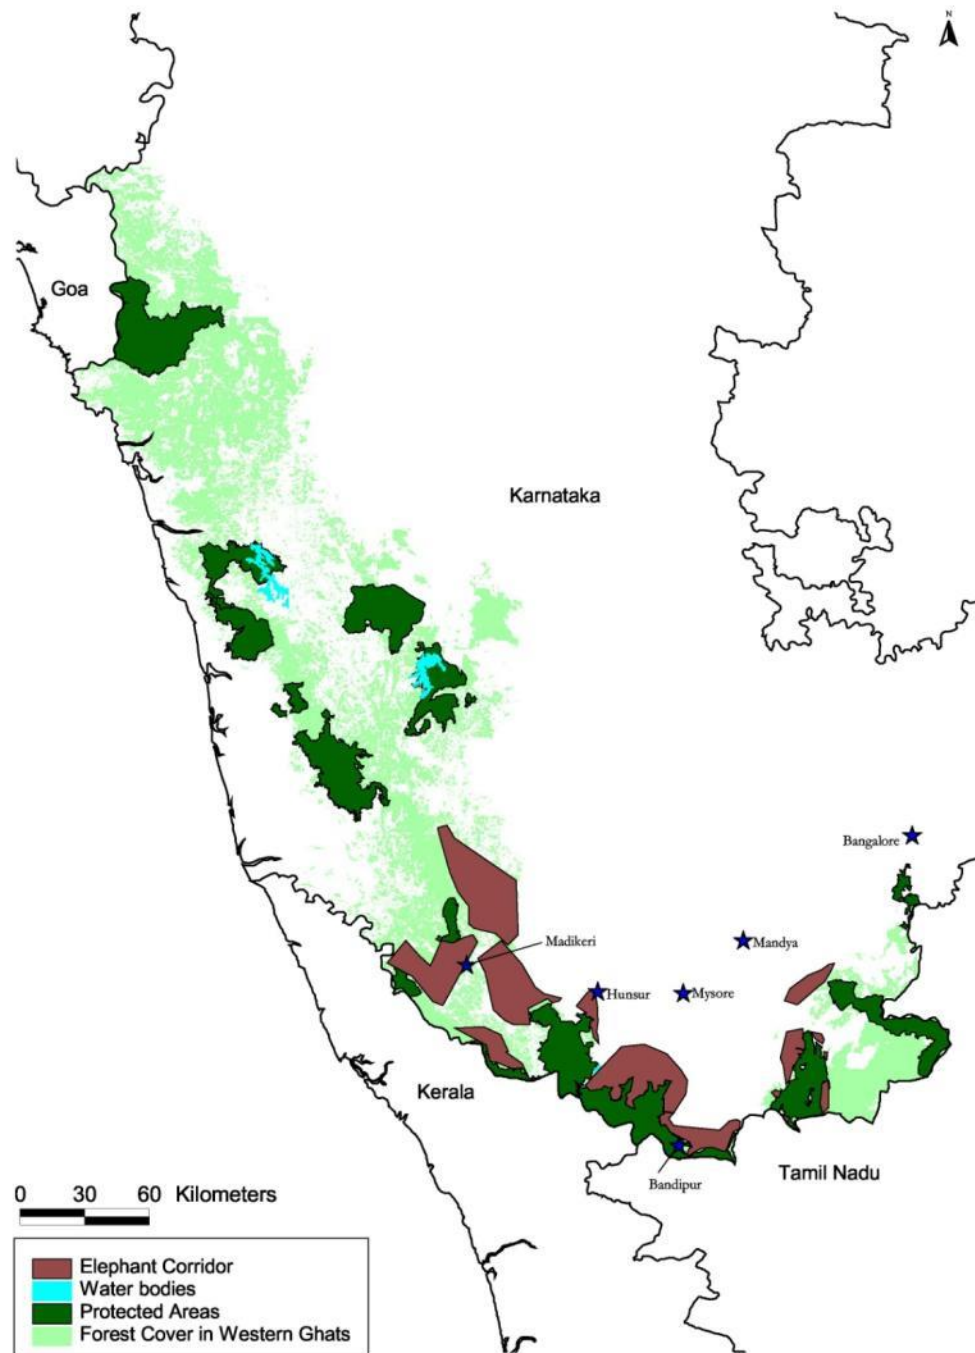 N
Goa
Karnataka
Bangalore
Madikeri
Mandya
Hunsur
Mysore
Kerala
Tamil Nadu
Bandipur
0 30 60 Kilometers
Elephant Corridor
Water bodies
Protected Areas
Forest Cover in Western Ghats